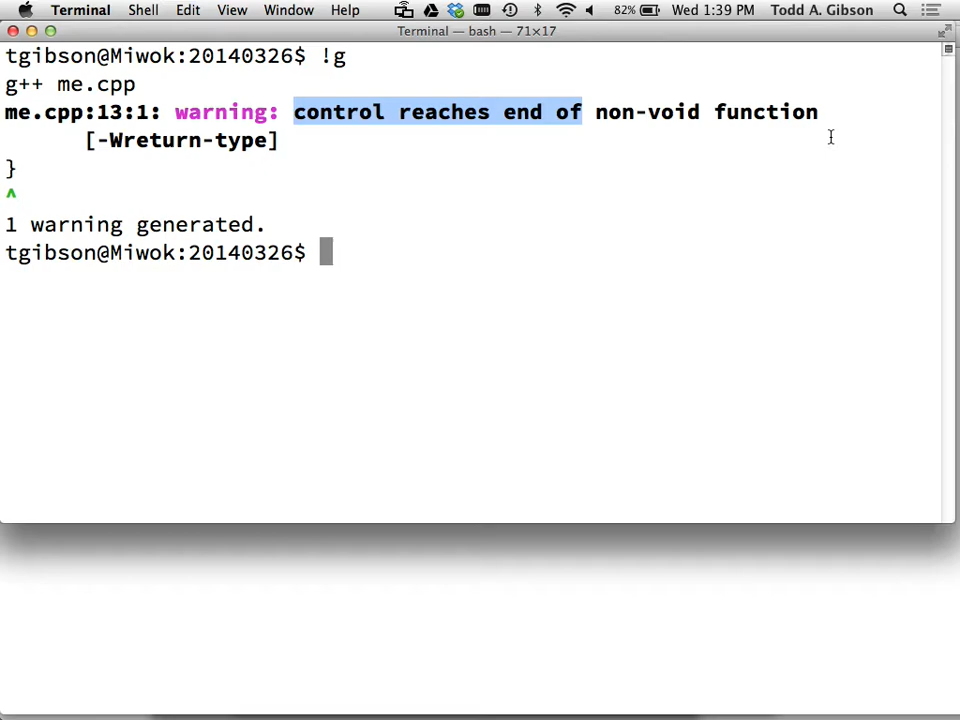 Terminal Shell Edit View Window Help 82% Wed 1:39 PM Todd A. Gibson
Terminal — bash — 71×17
tgibson@Miwok:20140326$ !g
g++ me.cpp
me.cpp:13:1: warning: control reaches end of non-void function
[-Wreturn-type]
}
^
1 warning generated.
tgibson@Miwok:20140326$